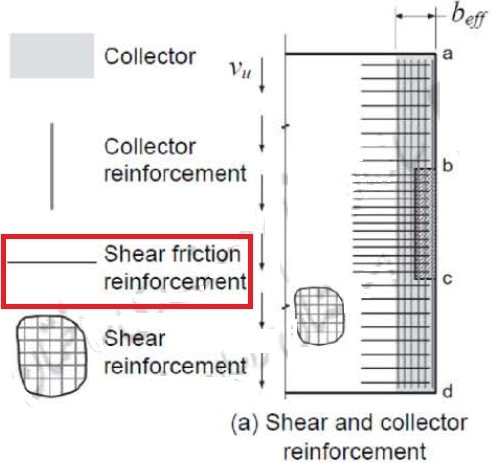 Collector
Collector
reinforcement
Shear friction
reinforcement
Shear
reinforcement
b_eff
v_u
a
b
c
d
(a) Shear and collector
reinforcement